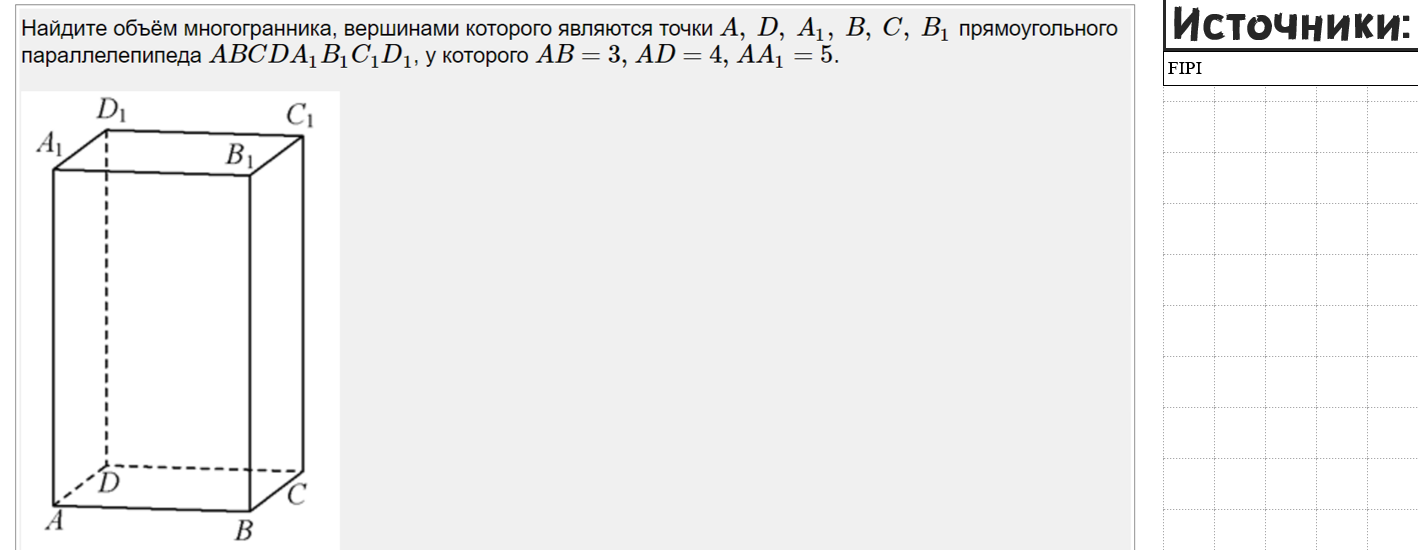 Найдите объём многогранника, вершинами которого являются точки A, D, A₁, B, C, B₁ прямоугольного
параллелепипеда ABCDA₁B₁C₁D₁, у которого AB = 3, AD = 4, AA₁ = 5.
Источники:
FIPI
D₁
C₁
A₁
B₁
D
C
A
B